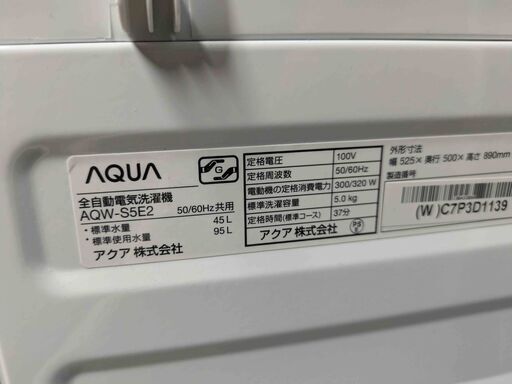 AQUA
全自動電気洗濯機
AQW-S5E2 50/60Hz共用
・標準水量 45L
・標準使用水量 95L
アクア 株式会社
定格電圧 100V
定格周波数 50/60Hz
電動機の定格消費電力 300/320 W
標準洗濯容量 5.0 kg
定格時間 (標準コース) 37分
アクア 株式会社
PS
E
外形寸法
幅 525× 奥行 500× 高さ 890mm
製造番号
(W)C7P3D1139